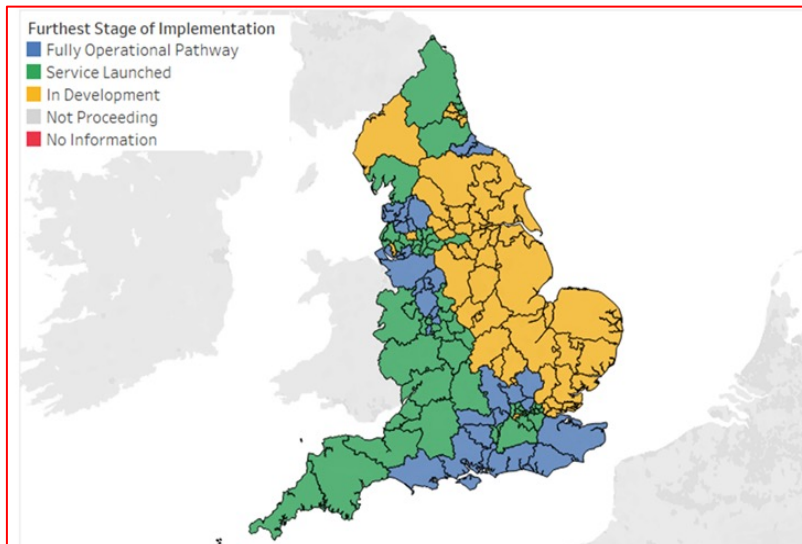 Furthest Stage of Implementation
Fully Operational Pathway
Service Launched
In Development
Not Proceeding
No Information